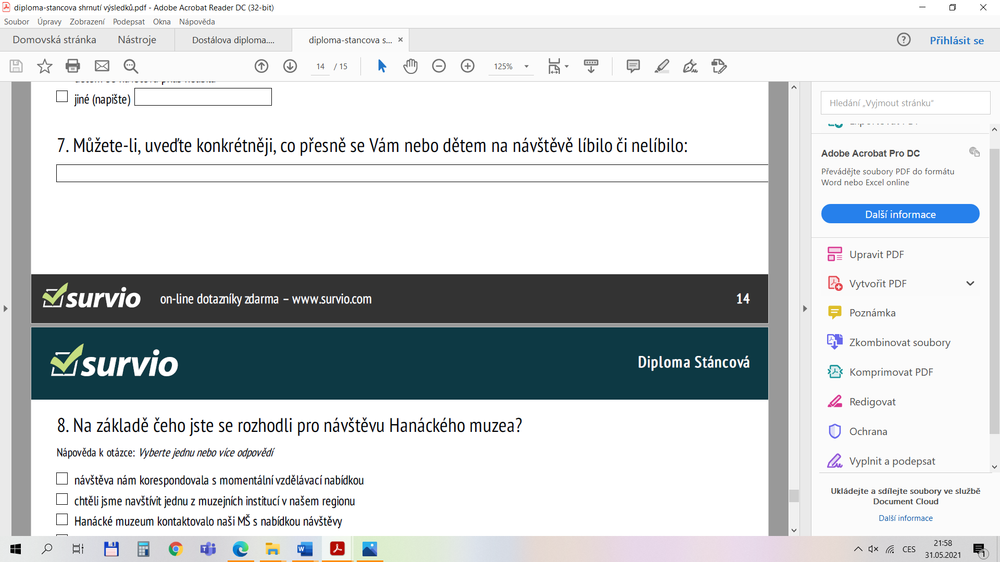 diploma-stancova shrnutí výsledků.pdf - Adobe Acrobat Reader DC (32-bit)
Soubor Úpravy Zobrazení Podepsat Okna Nápověda
Domovská stránka Nástroje Dostálova diploma.... diploma-stancova s... × Přihlásit se
14 / 15 125%
jiné (napište)
7. Můžete-li, uveďte konkrétněji, co přesně se Vám nebo dětem na návštěvě líbilo či nelíbilo:
survio on-line dotazníky zdarma – www.survio.com 14
survio Diploma Stáncová
8. Na základě čeho jste se rozhodli pro návštěvu Hanáckého muzea?
Nápověda k otázce: Vyberte jednu nebo více odpovědí
návštěva nám korespondovala s momentální vzdělávací nabídkou
chtěli jsme navštívit jednu z muzejních institucí v našem regionu
Hanácké muzeum kontaktovalo naši MŠ s nabídkou návštěvy
Hledání „Vyjmout stránku“
Adobe Acrobat Pro DC
Převádějte soubory PDF do formátu
Word nebo Excel online
Další informace
Upravit PDF
Vytvořit PDF
Poznámka
Zkombinovat soubory
Komprimovat PDF
Redigovat
Ochrana
Vyplnit a podepsat
Ukládejte a sdílejte soubory ve službě
Document Cloud
Další informace
CES
21:58
31.05.2021
1